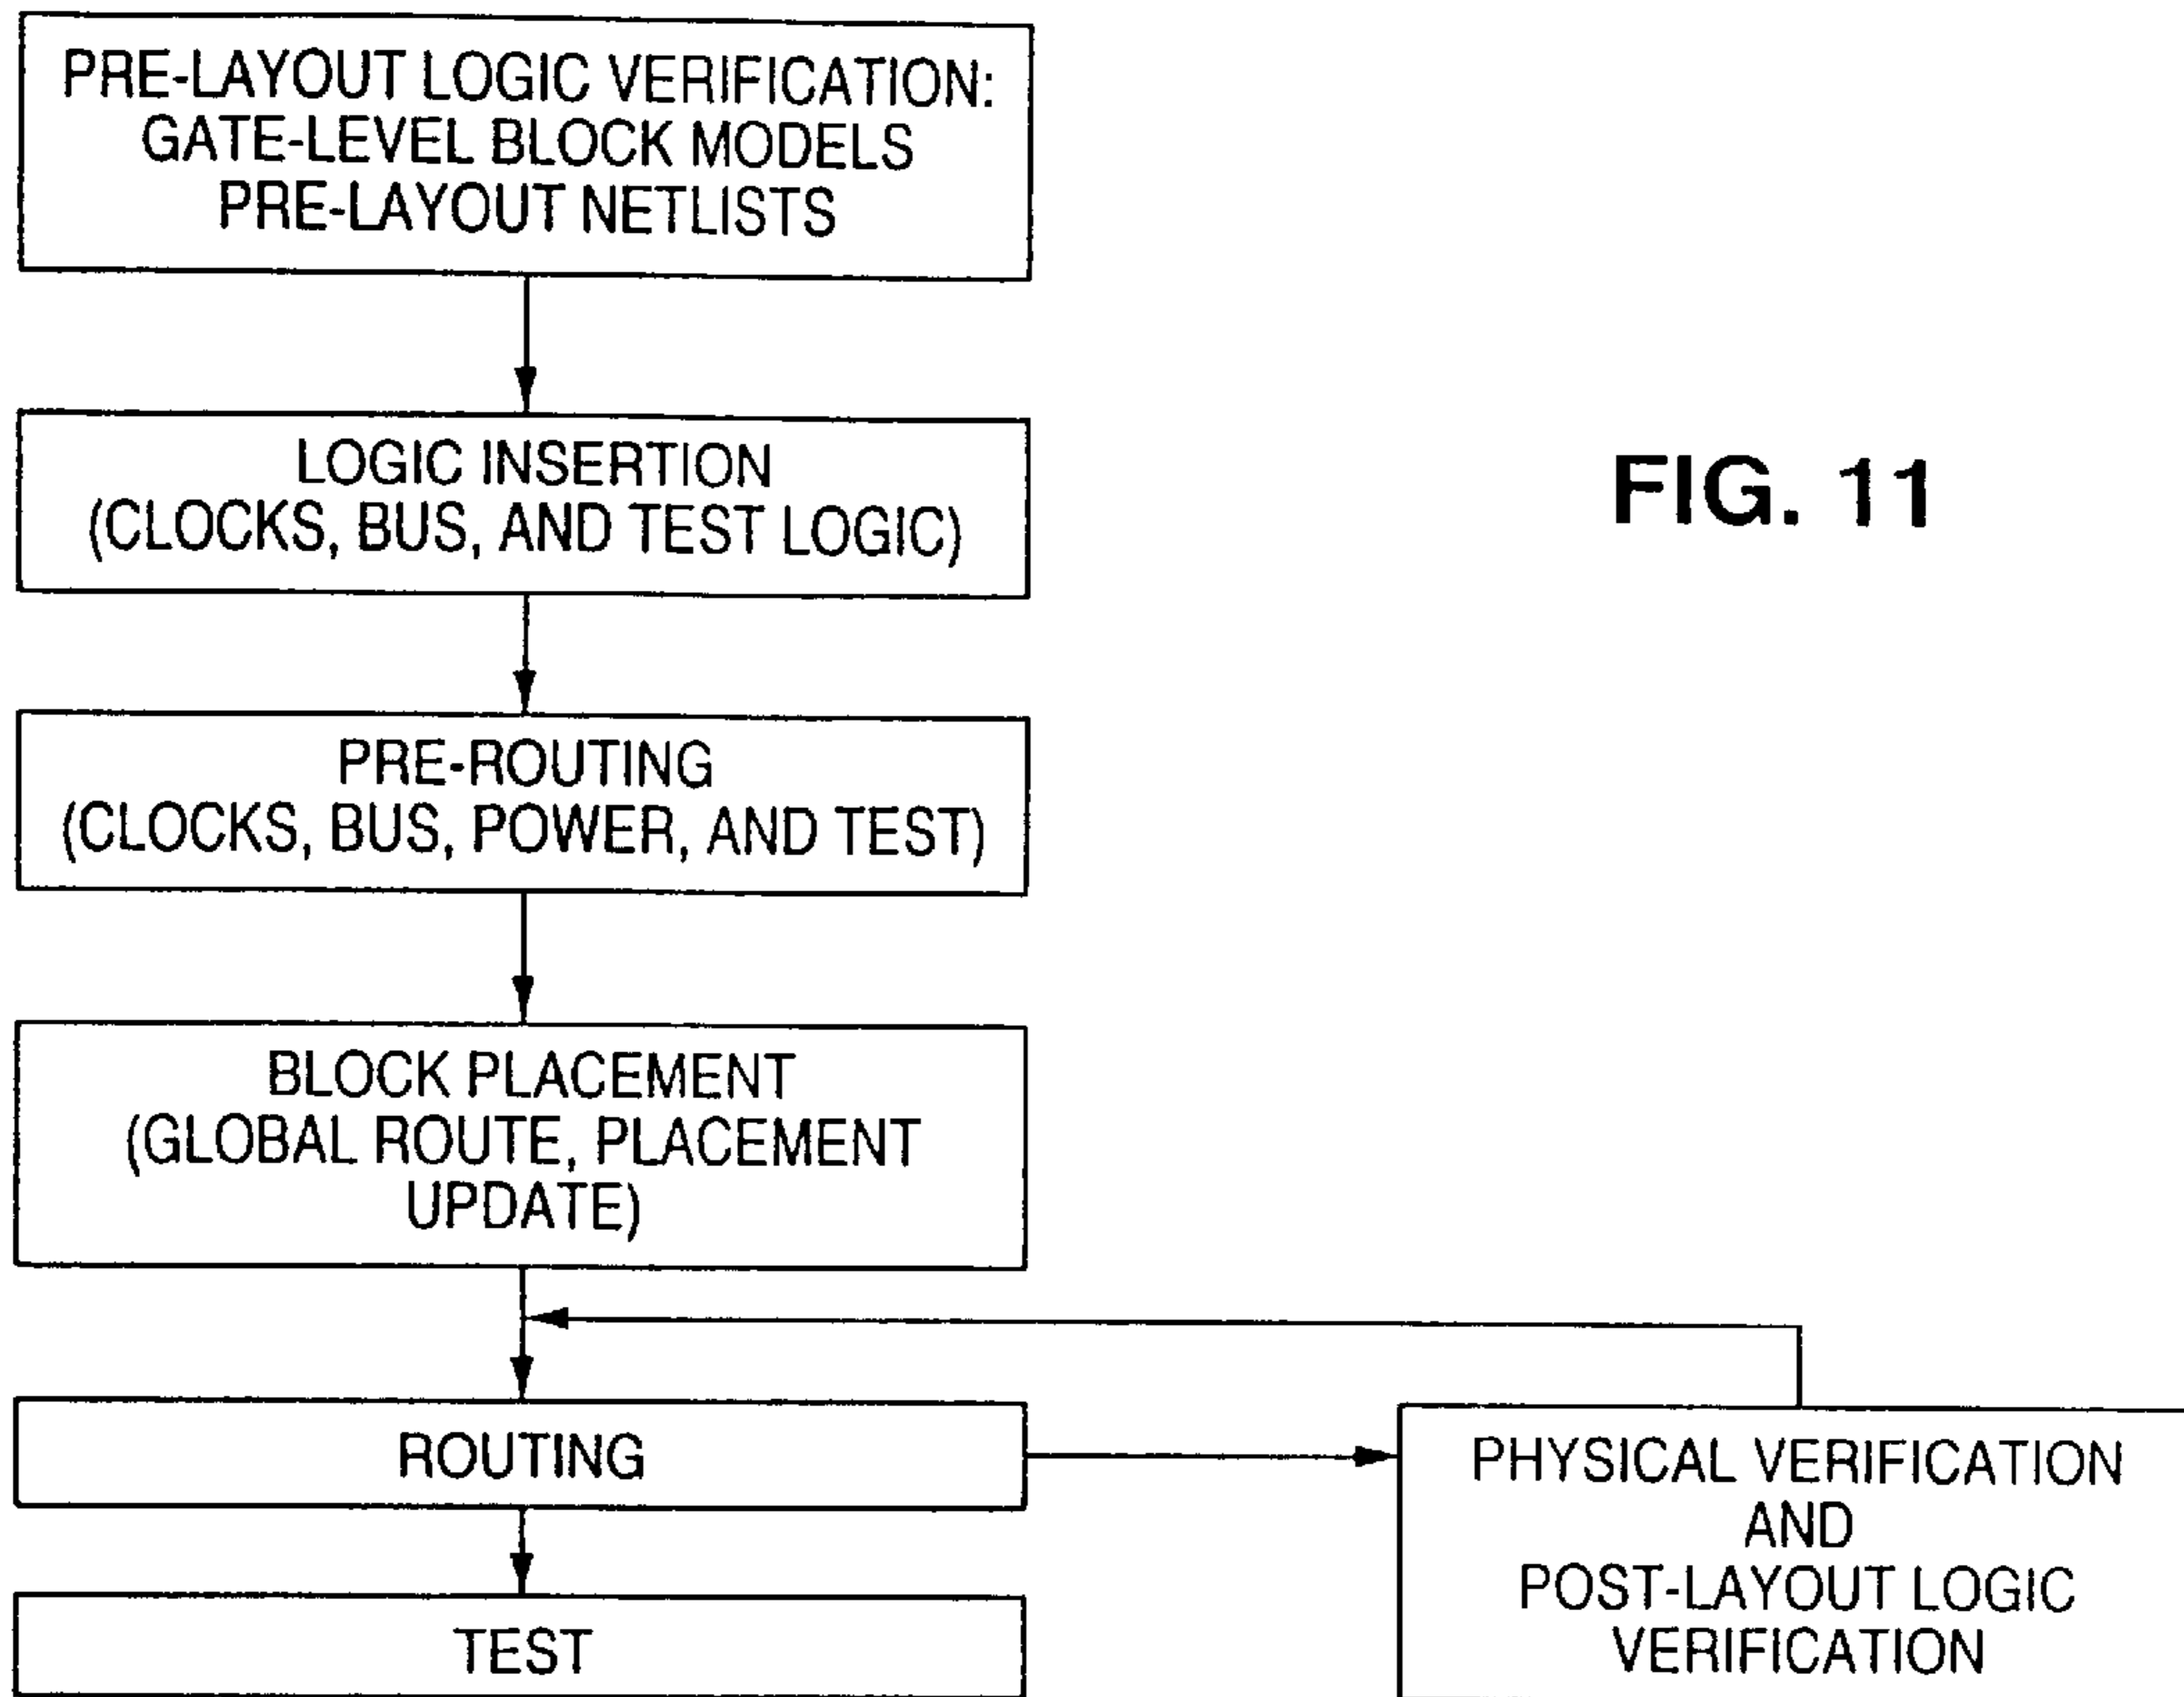 PRE-LAYOUT LOGIC VERIFICATION:
GATE-LEVEL BLOCK MODELS
PRE-LAYOUT NETLISTS
LOGIC INSERTION
(CLOCKS, BUS, AND TEST LOGIC)
FIG. 11
PRE-ROUTING
(CLOCKS, BUS, POWER, AND TEST)
BLOCK PLACEMENT
(GLOBAL ROUTE, PLACEMENT
UPDATE)
ROUTING
PHYSICAL VERIFICATION
AND
POST-LAYOUT LOGIC
VERIFICATION
TEST